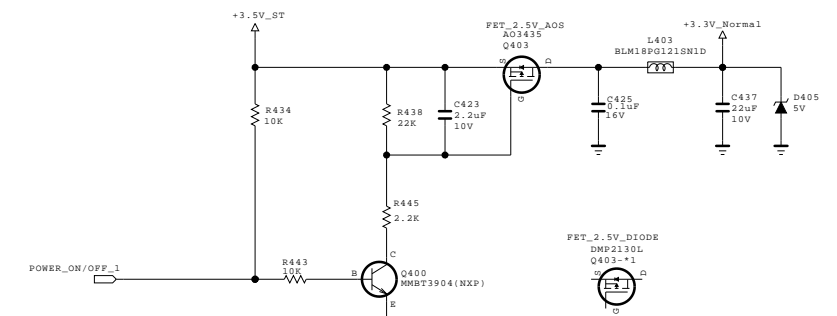 +3.5V_ST
FET_2.5V_AOS
AO3435
Q403
+3.3V_Normal
L403
BLM18PG121SN1D
S
D
G
R434
10K
R438
22K
C423
2.2uF
10V
C425
0.1uF
16V
C437
22uF
10V
D405
5V
R445
2.2K
FET_2.5V_DIODE
DMP2130L
Q403-*1
S
D
G
POWER_ON/OFF_1
R443
10K
B
C
E
Q400
MMBT3904(NXP)